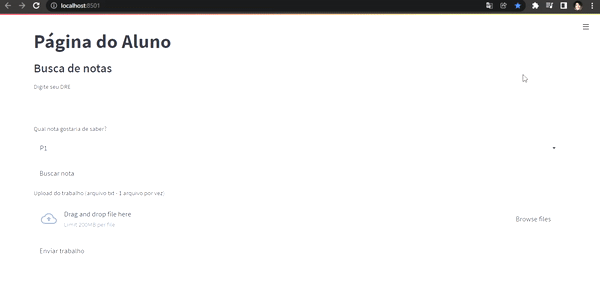 localhost:8501
Página do Aluno
Busca de notas
Digite seu DRE
Qual nota gostaria de saber?
P1
Buscar nota
Upload do trabalho (arquivo txt - 1 arquivo por vez)
Drag and drop file here
Limit 200MB per file
Browse files
Enviar trabalho